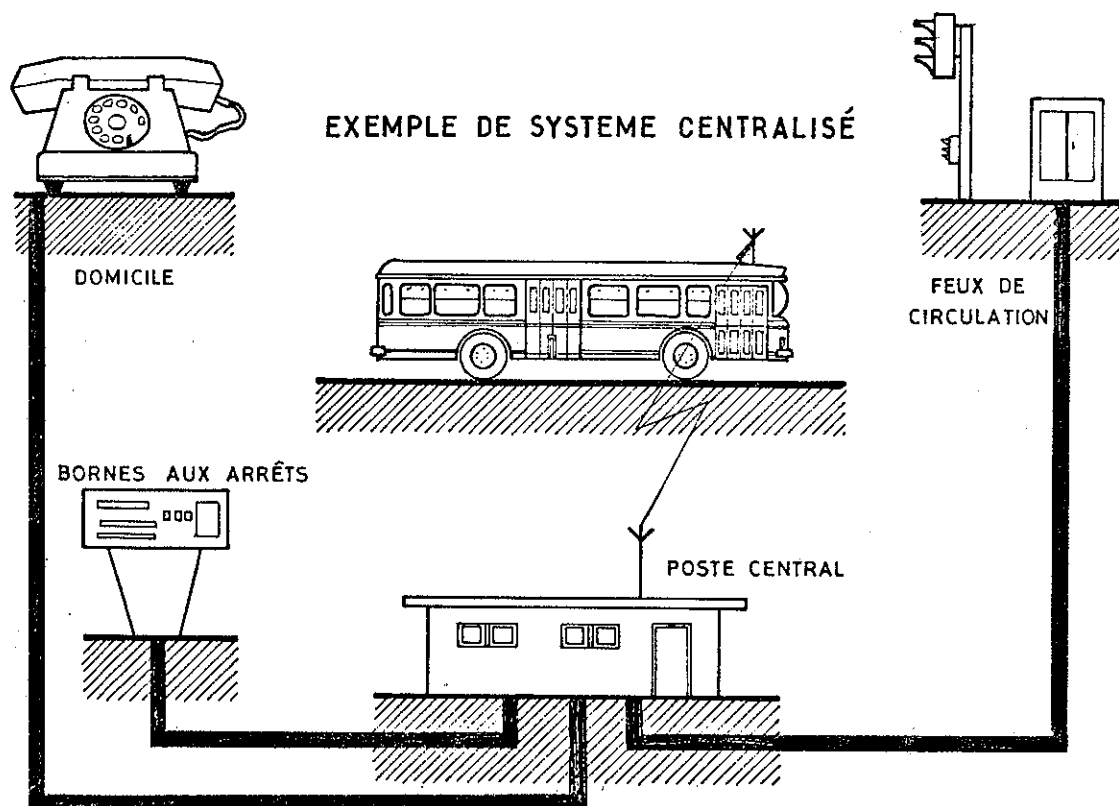 EXEMPLE DE SYSTEME CENTRALISÉ
DOMICILE
FEUX DE
CIRCULATION
BORNES AUX ARRÊTS
POSTE CENTRAL